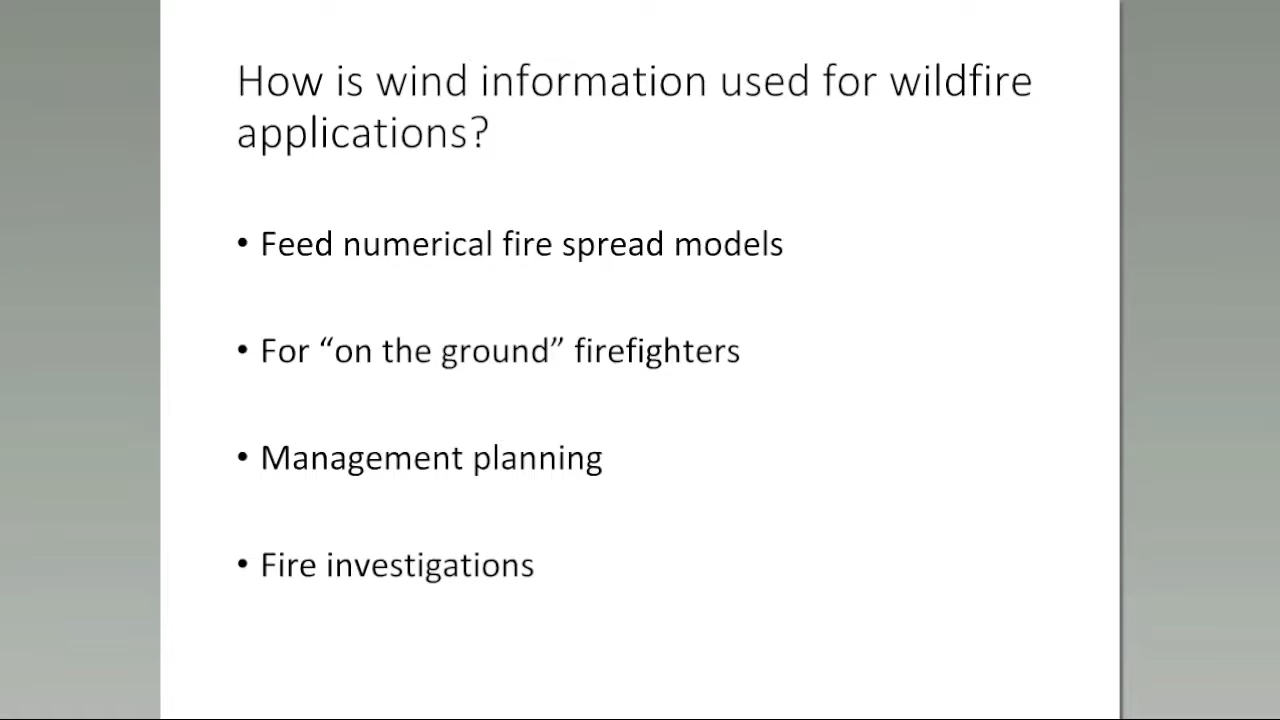 How is wind information used for wildfire
applications?
• Feed numerical fire spread models
• For “on the ground” firefighters
• Management planning
• Fire investigations